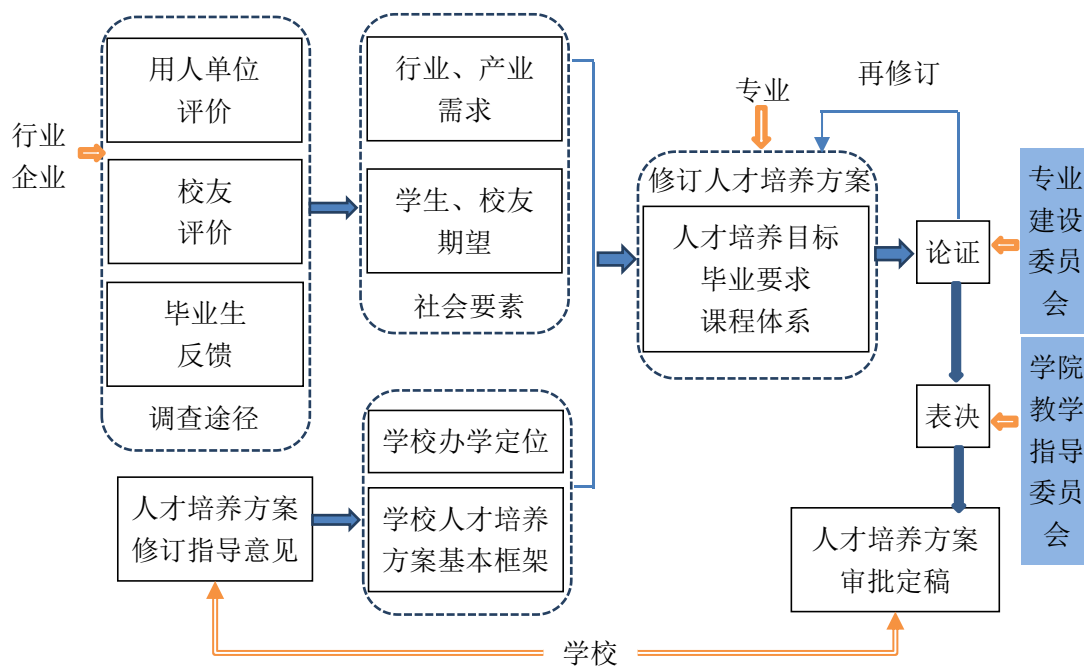 行业
企业
用人单位
评价
校友
评价
毕业生
反馈
调查途径
行业、产业
需求
学生、校友
期望
社会要素
人才培养方案
修订指导意见
学校办学定位
学校人才培养
方案基本框架
专业
再修订
修订人才培养方案
人才培养目标
毕业要求
课程体系
论证
专业
建设
委员
会
表决
学院
教学
指导
委员
会
人才培养方案
审批定稿
学校